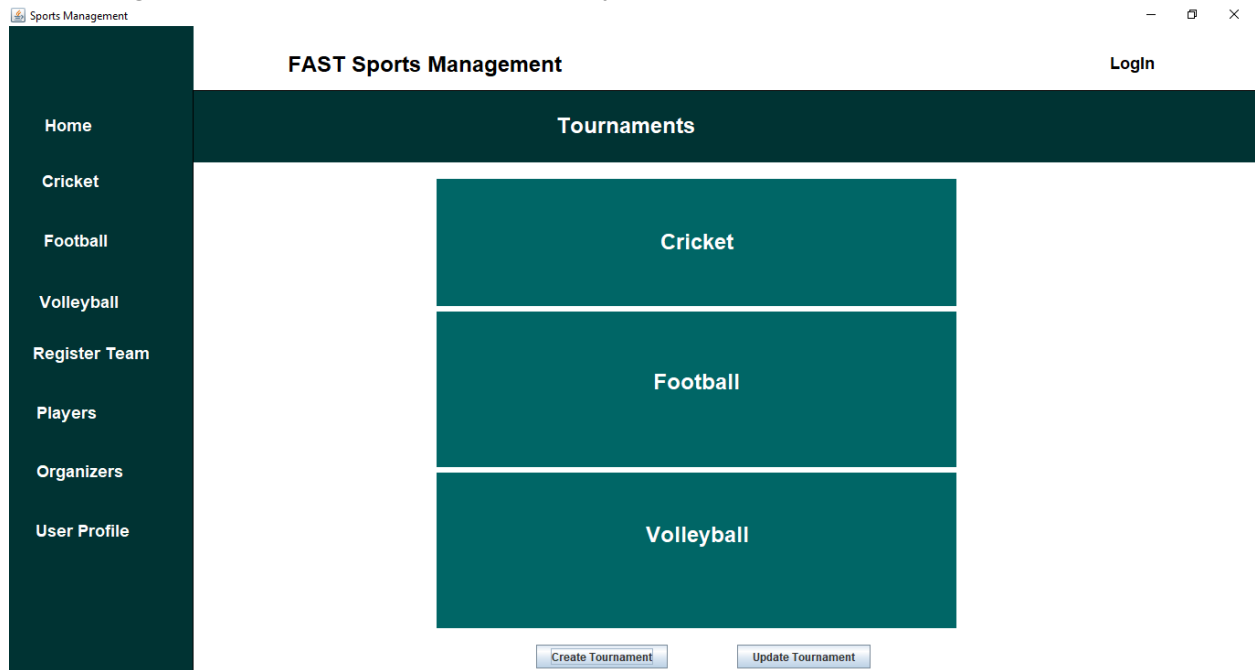 Sports Management
FAST Sports Management
LogIn
Home
Cricket
Football
Volleyball
Register Team
Players
Organizers
User Profile
Tournaments
Cricket
Football
Volleyball
Create Tournament
Update Tournament